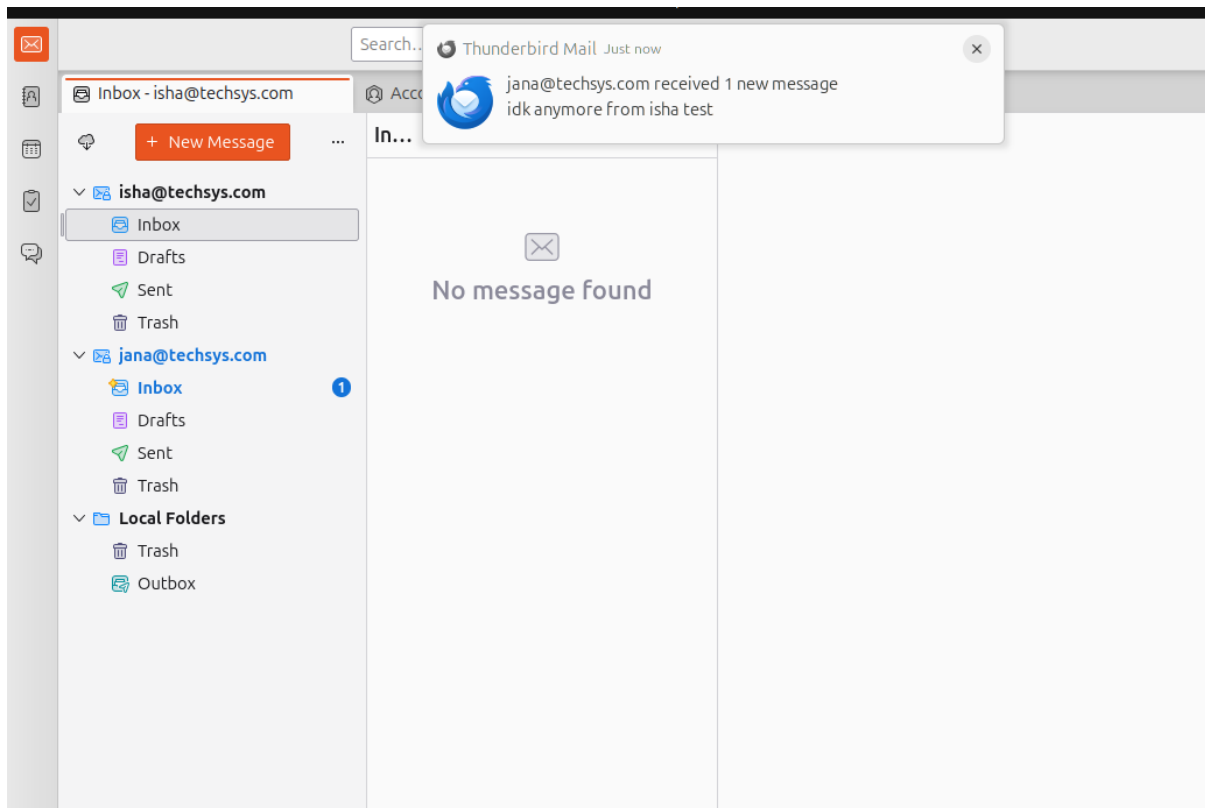 Search...
Thunderbird Mail Just now
jana@techsys.com received 1 new message
idk anymore from isha test
Inbox - isha@techsys.com
Acco
+ New Message
In...
isha@techsys.com
Inbox
Drafts
Sent
Trash
jana@techsys.com
Inbox 1
Drafts
Sent
Trash
Local Folders
Trash
Outbox
No message found